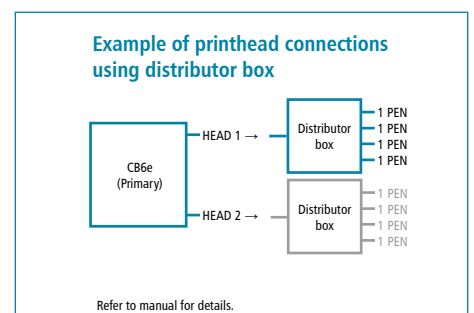 Example of printhead connections
using distributor box
CB6e
(Primary)
HEAD 1 →
Distributor
box
1 PEN
1 PEN
1 PEN
1 PEN
HEAD 2 →
Distributor
box
1 PEN
1 PEN
1 PEN
1 PEN
Refer to manual for details.